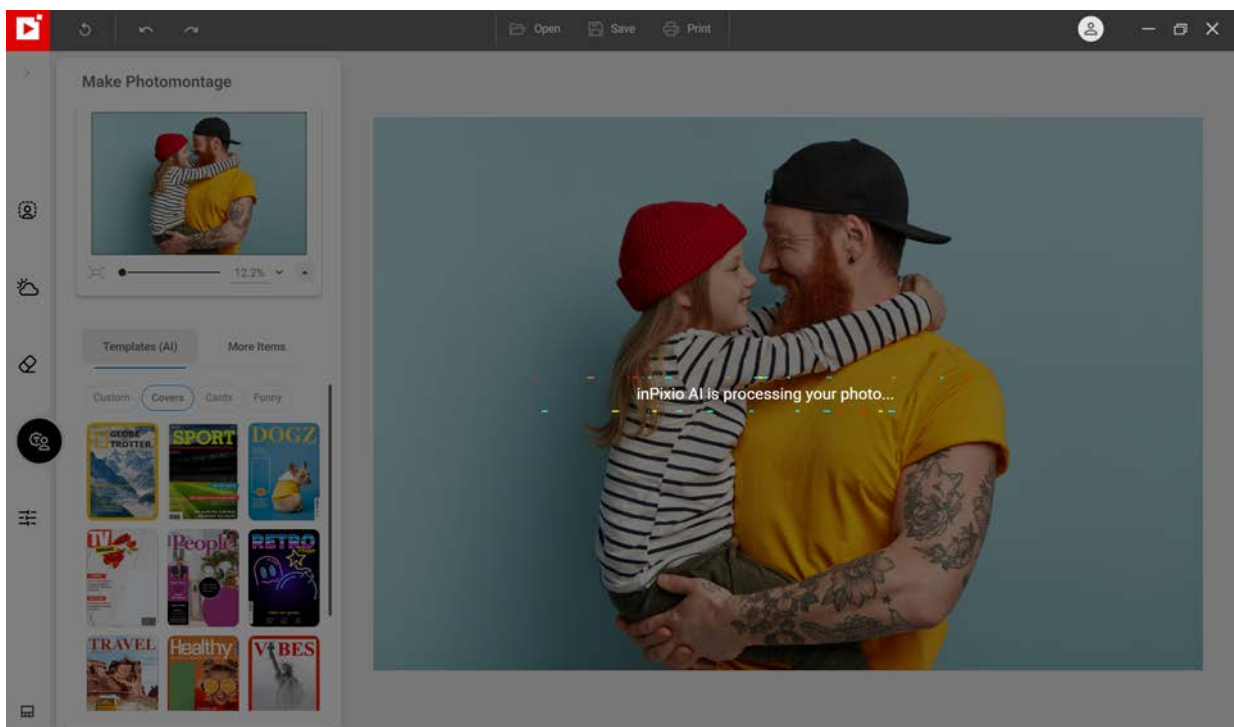 Open Save Print
Make Photomontage
12.2%
Templates (AI) More Items
Custom Covers Cards Funny
GLOBE
TROTTER
SPORT
DOGZ
TV
People
RETRO
TRAVEL
Healthy
VIBES
inPixio AI is processing your photo...